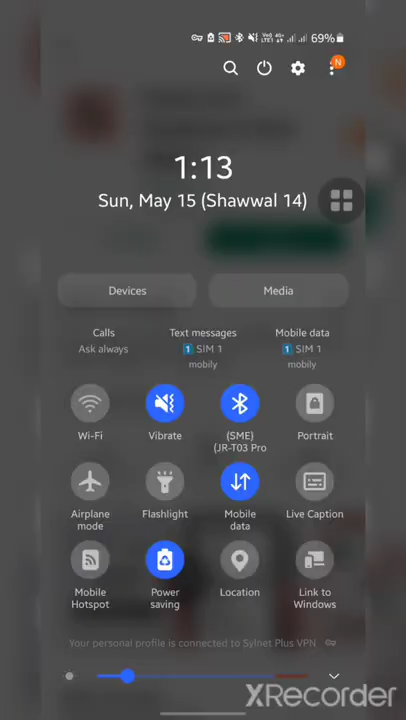 VoLTE1 4G+ 69%
N
1:13
Sun, May 15 (Shawwal 14)
Devices Media
Calls Text messages Mobile data
Ask always 1 SIM 1 1 SIM 1
mobily mobily
Wi-Fi Vibrate (SME) Portrait
(JR-T03 Pro
Airplane Flashlight Mobile Live Caption
mode data
Mobile Power Location Link to
Hotspot saving Windows
Your personal profile is connected to Sylnet Plus VPN
XRecorder